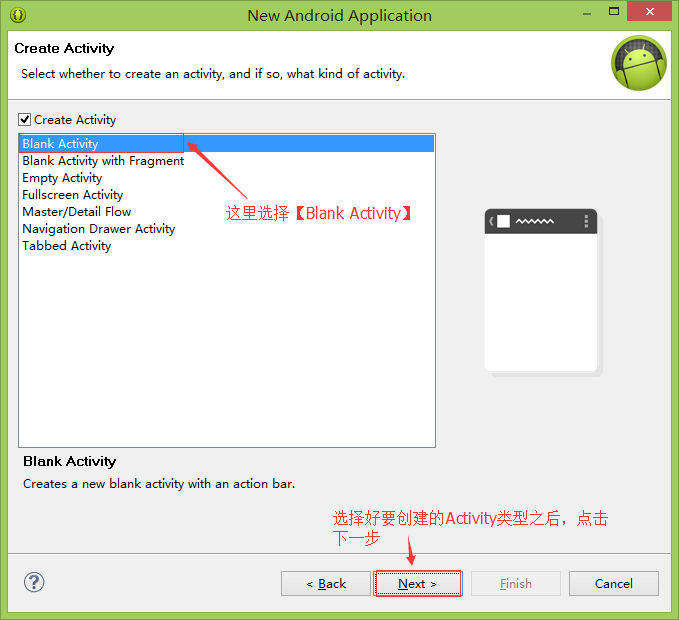 New Android Application
Create Activity
Select whether to create an activity, and if so, what kind of activity.
Create Activity
Blank Activity
Blank Activity with Fragment
Empty Activity
Fullscreen Activity
Master/Detail Flow
Navigation Drawer Activity
Tabbed Activity
这里选择【Blank Activity】
Blank Activity
Creates a new blank activity with an action bar.
选择好要创建的Activity类型之后，点击
下一步
< Back
Next >
Finish
Cancel